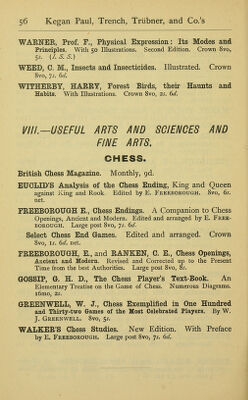 56 Kegan Paul, Trench, Trübner, and Co.'s
WARNER, Prof. F., Physical Expression: Its Modes and
Principles. With 50 Illustrations. Second Edition. Crown 8vo,
5s. (I. S. S.)
WEED, C. M., Insects and Insecticides. Illustrated. Crown
8vo, 7s. 6d.
WITHERBY, HARRY, Forest Birds, their Haunts and
Habits. With Illustrations. Crown 8vo, 2s. 6d.
VIII.—USEFUL ARTS AND SCIENCES AND
FINE ARTS.
CHESS.
British Chess Magazine. Monthly, 9d.
EUCLID'S Analysis of the Chess Ending, King and Queen
against King and Rook. Edited by E. FREEBOROUGH. 8vo, 6s.
net.
FREEBOROUGH E., Chess Endings. A Companion to Chess
Openings, Ancient and Modern. Edited and arranged by E. FREE-
BOROUGH. Large post 8vo, 7s. 6d.
Select Chess End Games. Edited and arranged. Crown
8vo, 1s. 6d. net.
FREEBOROUGH, E., and RANKEN, C. E., Chess Openings,
Ancient and Modern. Revised and Corrected up to the Present
Time from the best Authorities. Large post 8vo, 8s.
GOSSIP, G. H. D., The Chess Player's Text-Book. An
Elementary Treatise on the Game of Chess. Numerous Diagrams.
16mo, 2s.
GREENWELL, W. J., Chess Exemplified in One Hundred
and Thirty-two Games of the Most Celebrated Players. By W.
J. GREENWELL. 8vo, 5s.
WALKER'S Chess Studies. New Edition. With Preface
by E. FREEBOROUGH. Large post 8vo, 7s. 6d.